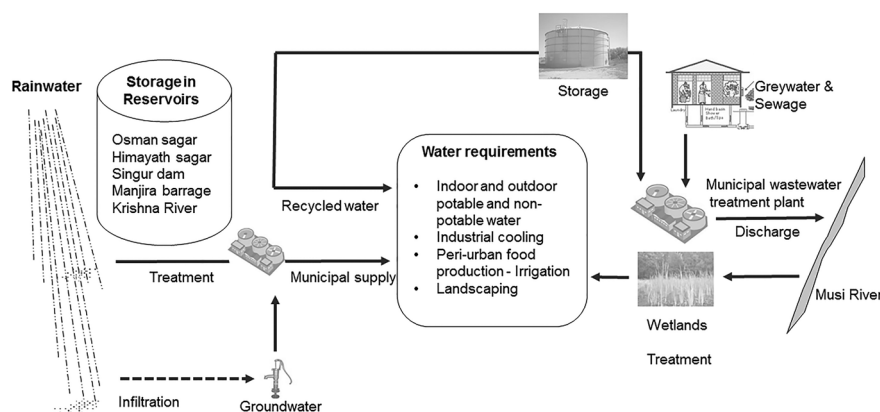 Rainwater
Storage in
Reservoirs
Osman sagar
Himayath sagar
Singur dam
Manjira barrage
Krishna River
Treatment
Infiltration
Groundwater
Municipal supply
Recycled water
Water requirements
• Indoor and outdoor
potable and non-
potable water
• Industrial cooling
• Peri-urban food
production - Irrigation
• Landscaping
Storage
Greywater &
Sewage
Municipal wastewater
treatment plant
Discharge
Musi River
Wetlands
Treatment